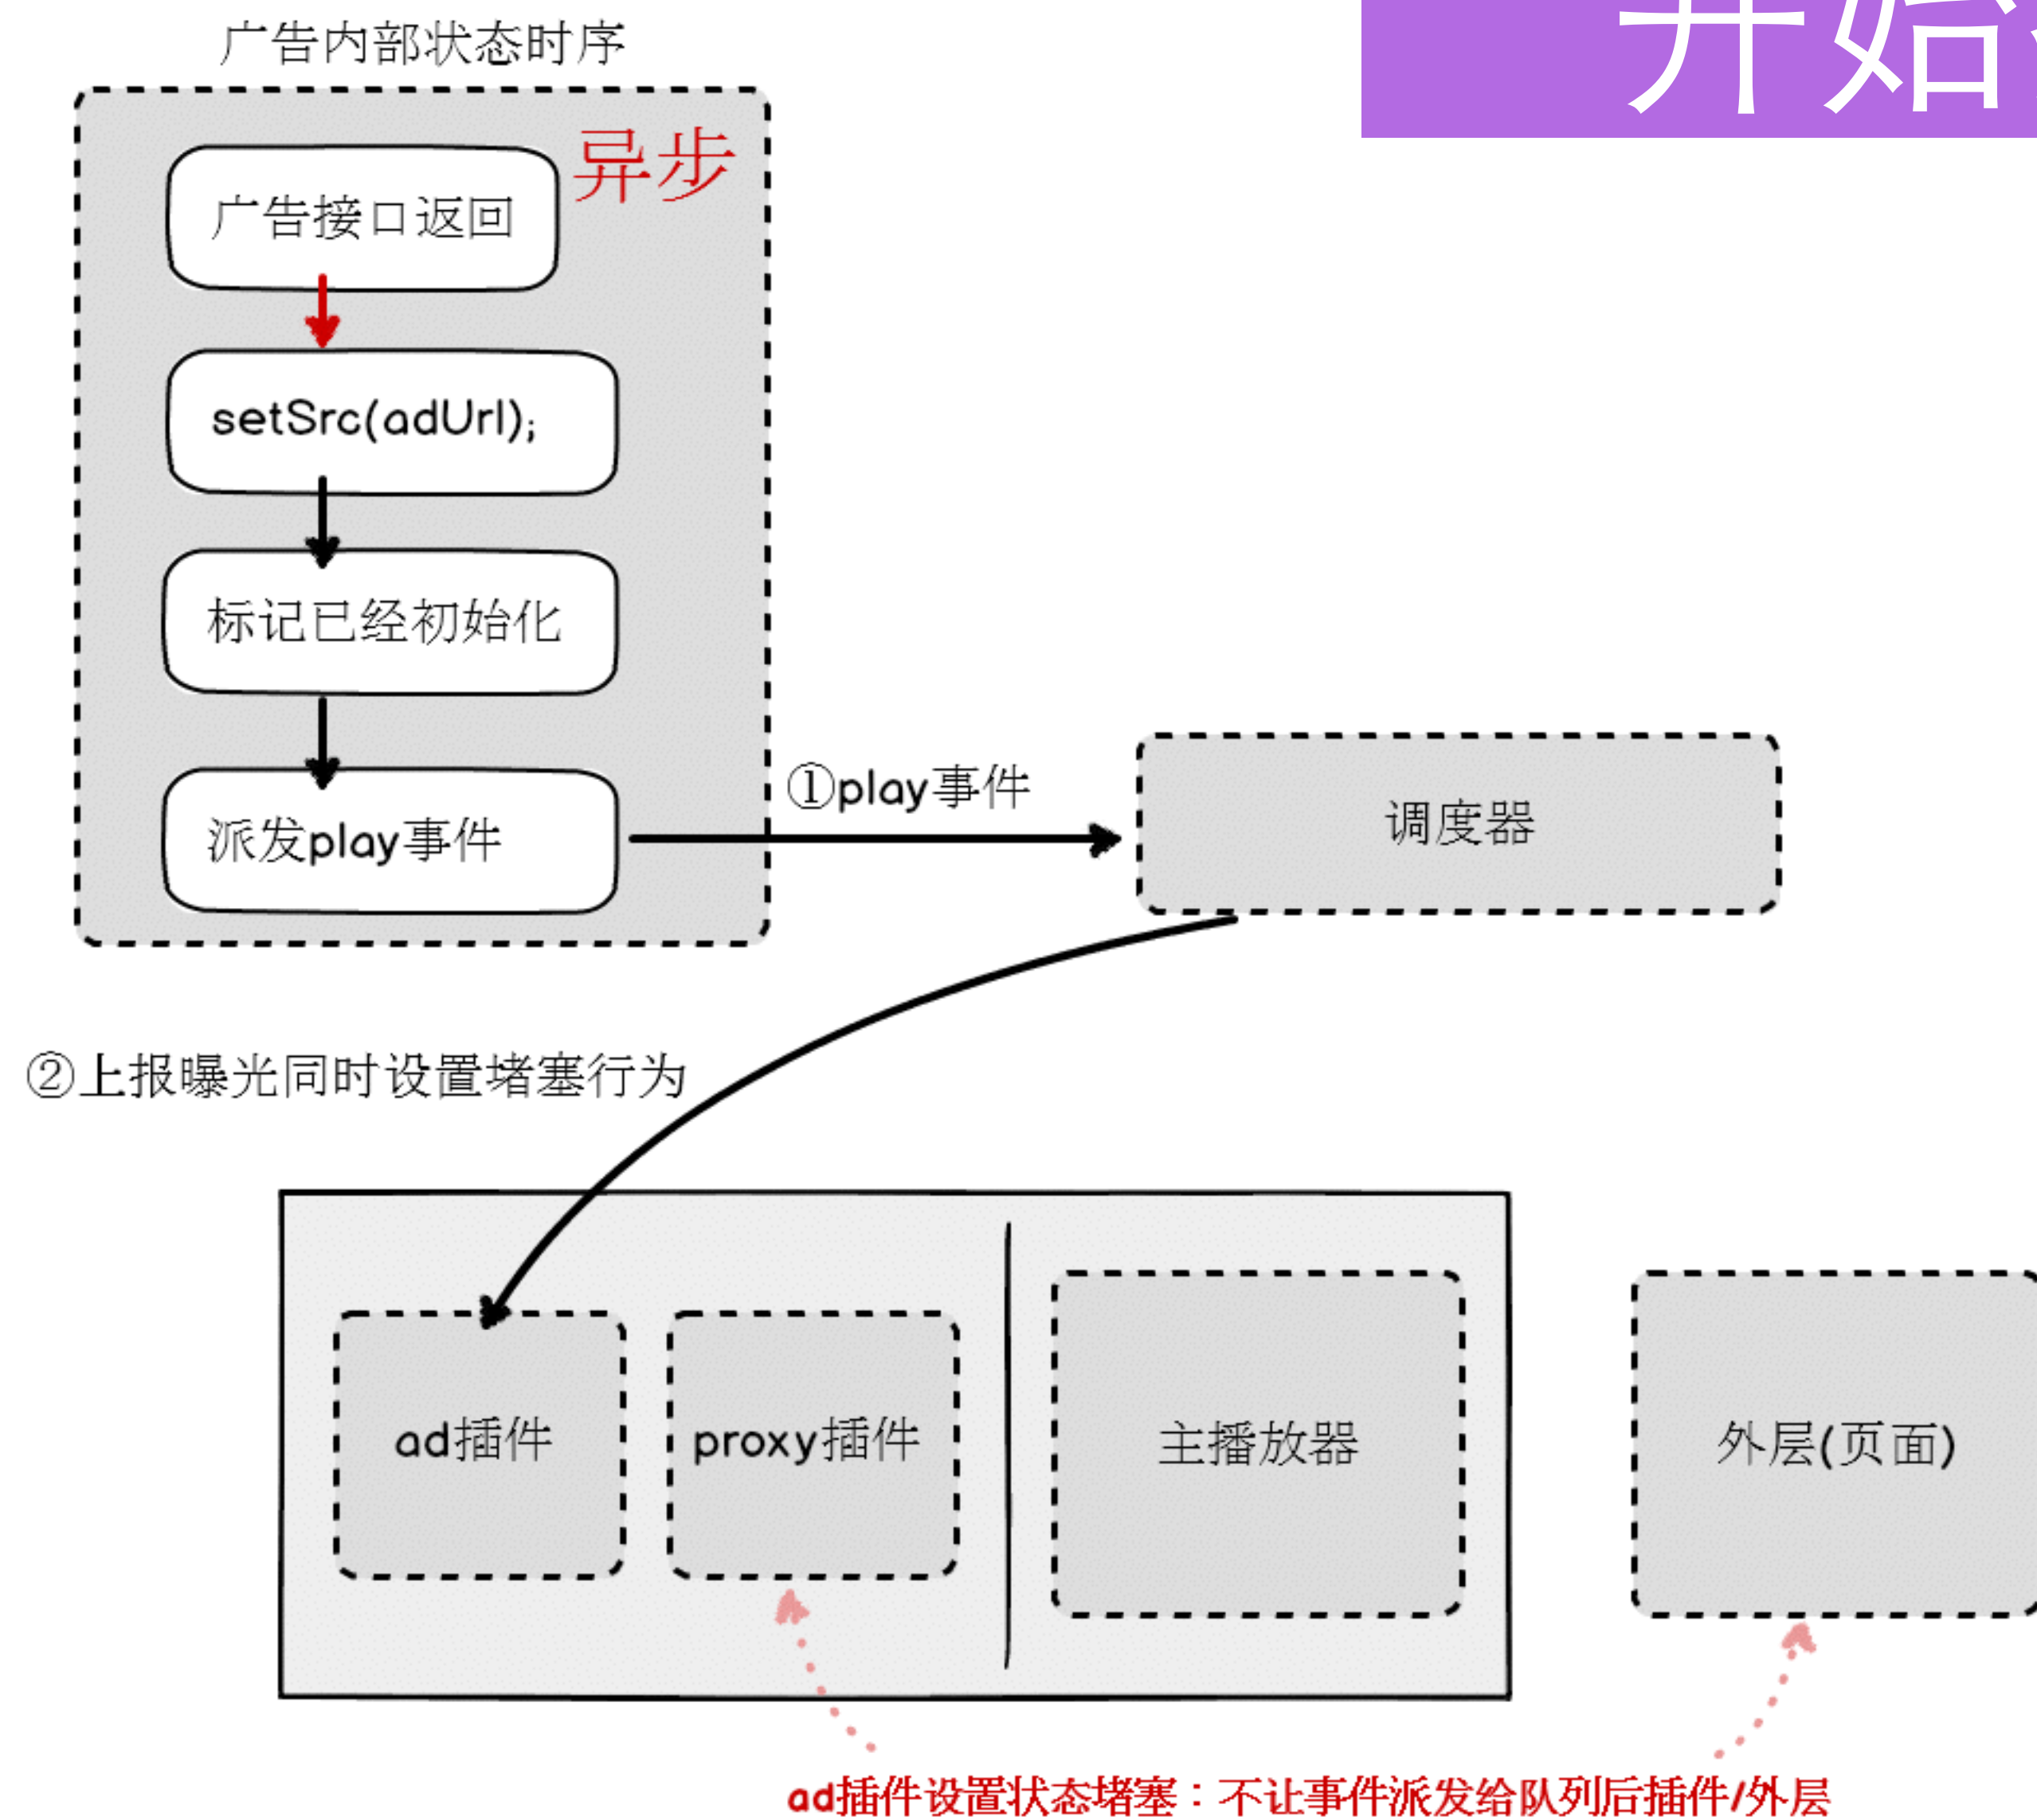 开始
广告内部状态时序
异步
广告接口返回
setSrc(adUrl);
标记已经初始化
派发play事件
①play事件
调度器
②上报曝光同时设置堵塞行为
ad插件
proxy插件
主播放器
外层(页面)
ad插件设置状态堵塞：不让事件派发给队列后插件/外层